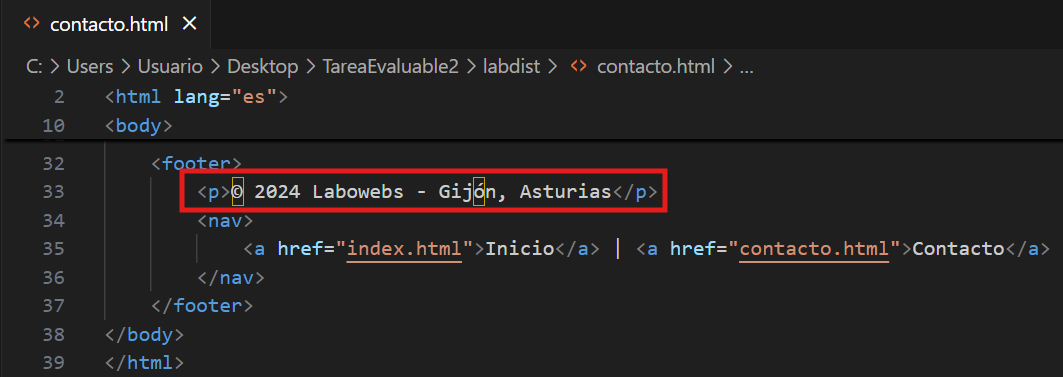 contacto.html
C: > Users > Usuario > Desktop > TareaEvaluable2 > labdist > contacto.html > ...
2 <html lang="es">
10 <body>
32 <footer>
33 <p>© 2024 Labowebs - Gijón, Asturias</p>
34 <nav>
35 <a href="index.html">Inicio</a> | <a href="contacto.html">Contacto</a>
36 </nav>
37 </footer>
38 </body>
39 </html>